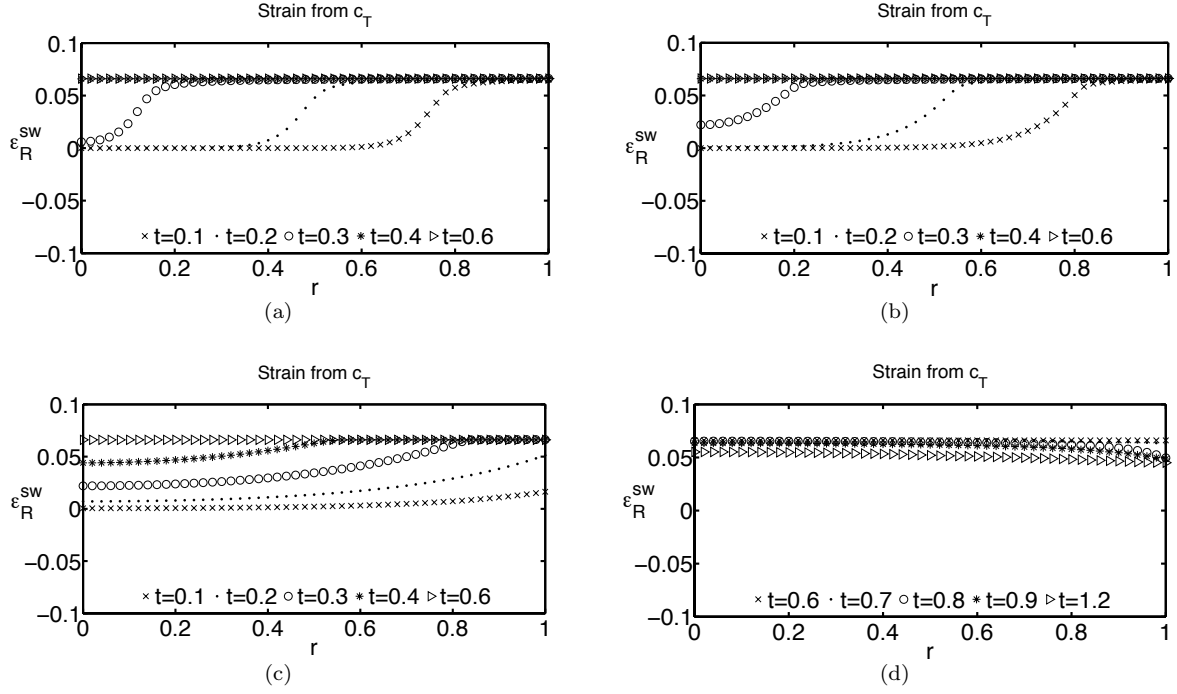 Strain from c_T
0.1
0.05
0
−0.05
−0.1
ε_R^sw
× t=0.1 · t=0.2 ○ t=0.3 ∗ t=0.4 ▷ t=0.6
0 0.2 0.4 0.6 0.8 1
r
(a)
Strain from c_T
0.1
0.05
0
−0.05
−0.1
ε_R^sw
× t=0.1 · t=0.2 ○ t=0.3 ∗ t=0.4 ▷ t=0.6
0 0.2 0.4 0.6 0.8 1
r
(b)
Strain from c_T
0.1
0.05
0
−0.05
−0.1
ε_R^sw
× t=0.1 · t=0.2 ○ t=0.3 ∗ t=0.4 ▷ t=0.6
0 0.2 0.4 0.6 0.8 1
r
(c)
Strain from c_T
0.1
0.05
0
−0.05
−0.1
ε_R^sw
× t=0.6 · t=0.7 ○ t=0.8 ∗ t=0.9 ▷ t=1.2
0 0.2 0.4 0.6 0.8 1
r
(d)